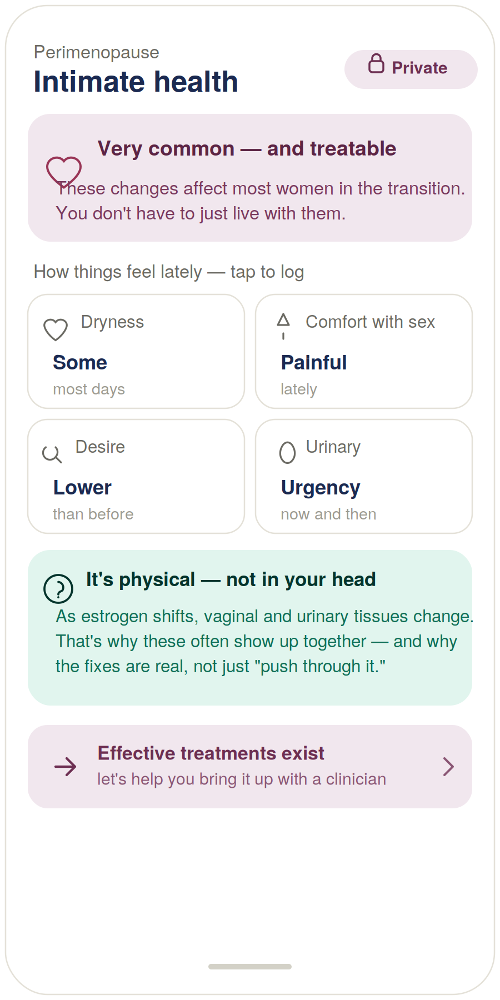 Perimenopause
Intimate health
Private
Very common — and treatable
These changes affect most women in the transition.
You don't have to just live with them.
How things feel lately — tap to log
Dryness
Some
most days
Comfort with sex
Painful
lately
Desire
Lower
than before
Urinary
Urgency
now and then
It's physical — not in your head
As estrogen shifts, vaginal and urinary tissues change.
That's why these often show up together — and why
the fixes are real, not just "push through it."
Effective treatments exist
let's help you bring it up with a clinician